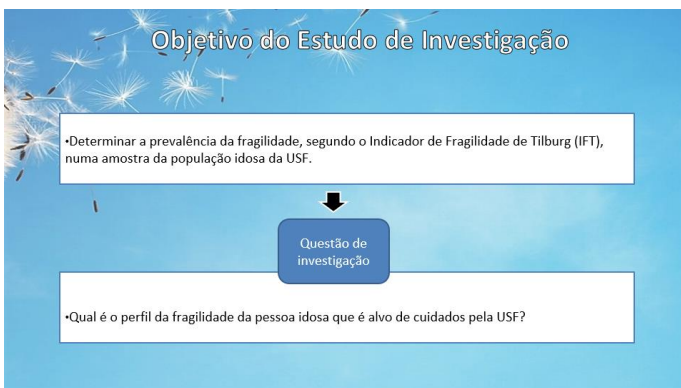 Objetivo do Estudo de Investigação
•Determinar a prevalência da fragilidade, segundo o Indicador de Fragilidade de Tilburg (IFT),
numa amostra da população idosa da USF.
Questão de
investigação
•Qual é o perfil da fragilidade da pessoa idosa que é alvo de cuidados pela USF?